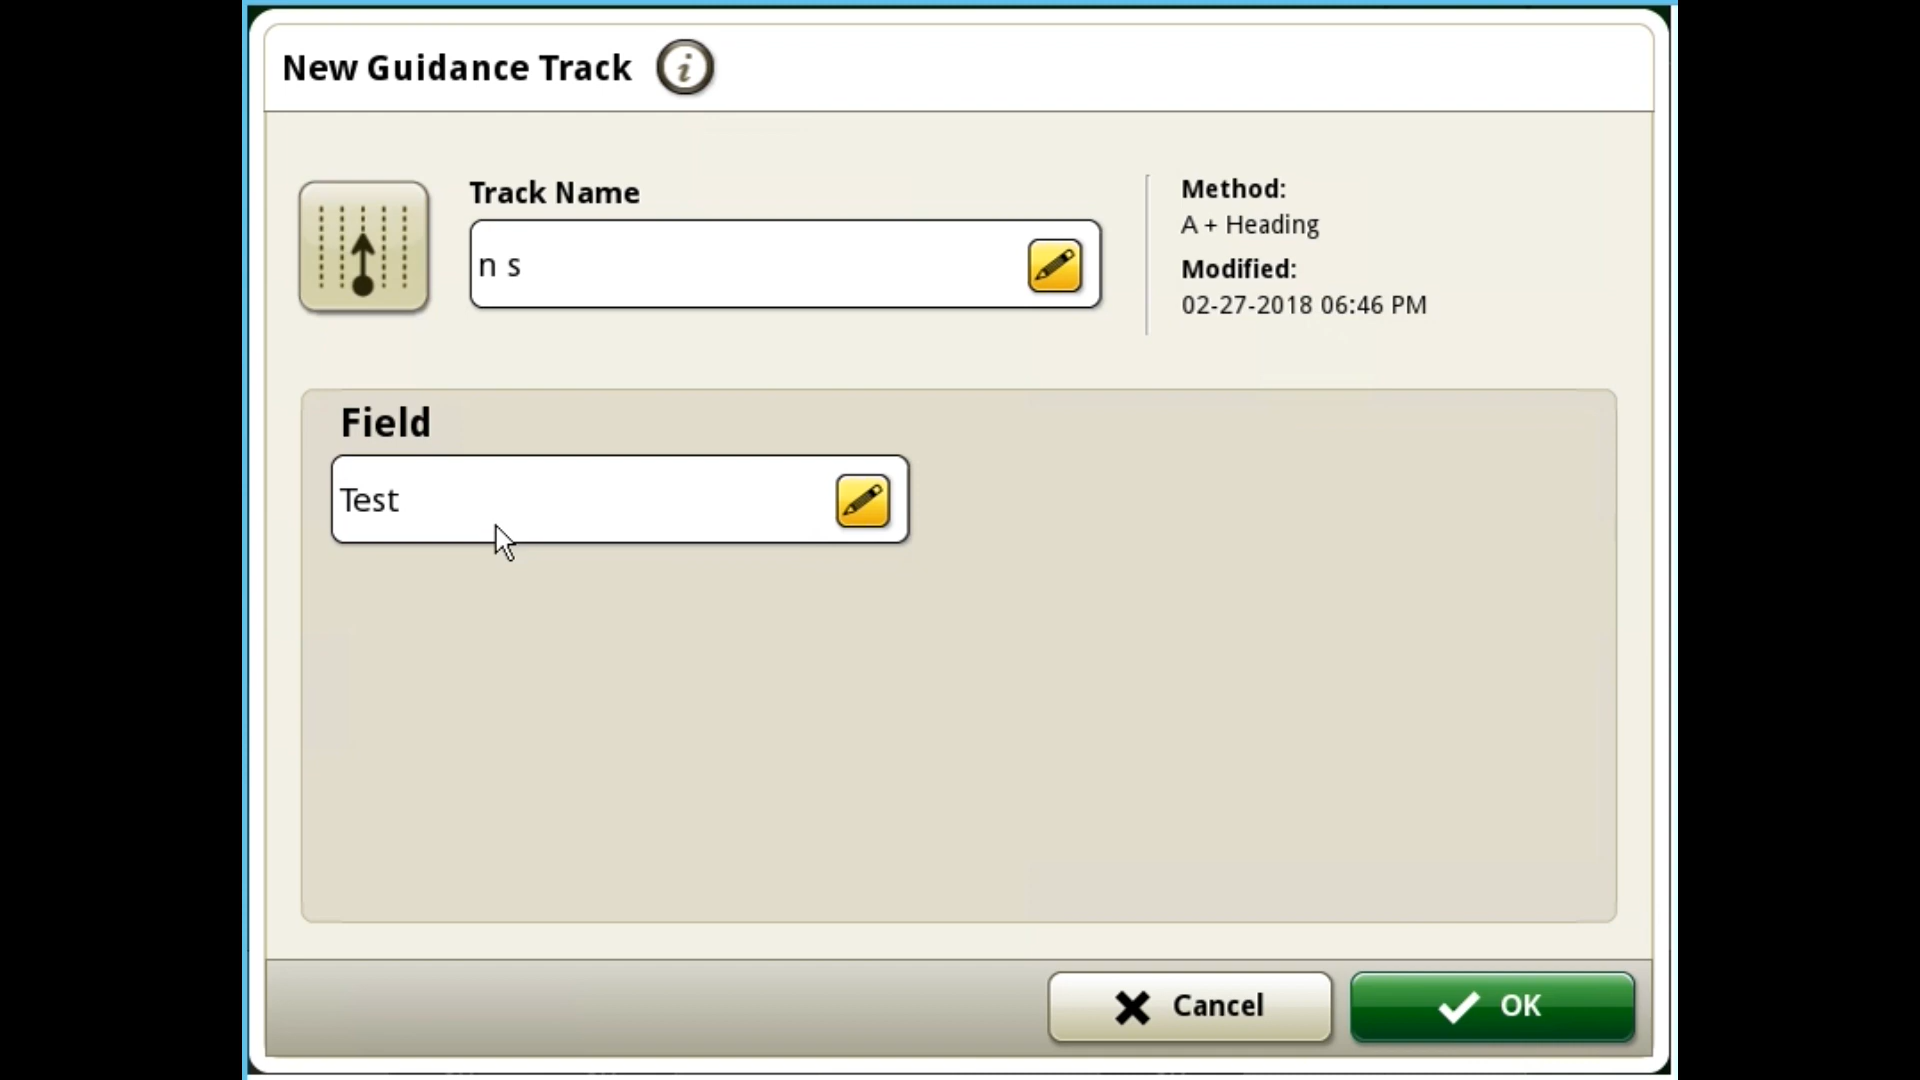 New Guidance Track i
Track Name
n s
Method:
A + Heading
Modified:
02-27-2018 06:46 PM
Field
Test
Cancel
OK